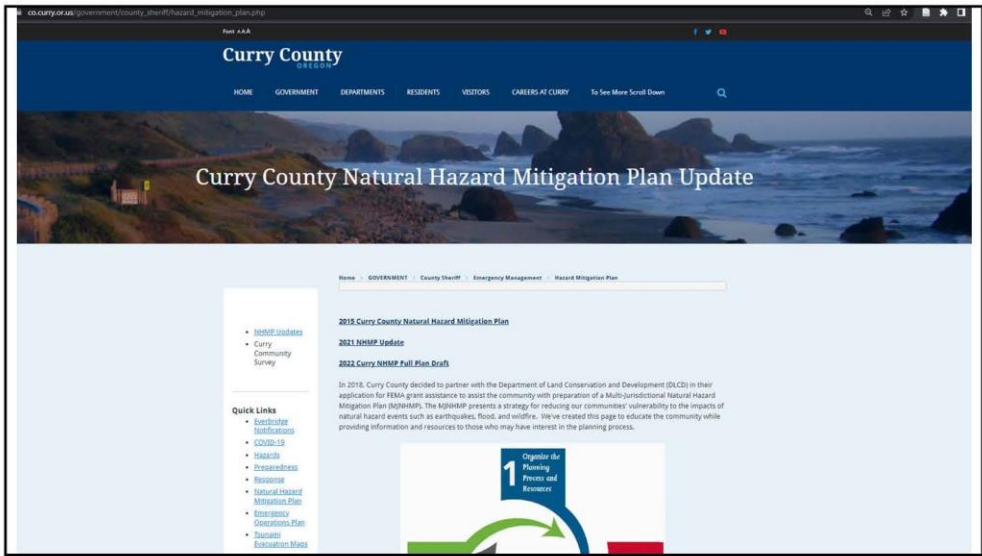 co.curry.or.us/government/county_sheriff/hazard_mitigation_plan.php
Font A A A
Curry County
OREGON
HOME GOVERNMENT DEPARTMENTS RESIDENTS VISITORS CAREERS AT CURRY To See More Scroll Down
Curry County Natural Hazard Mitigation Plan Update
Home GOVERNMENT County Sheriff Emergency Management Hazard Mitigation Plan
NHMP Updates
Curry
Community
Survey
Quick Links
Everbridge
Notifications
COVID-19
Hazards
Preparedness
Response
Natural Hazard
Mitigation Plan
Emergency
Operations Plan
Tsunami
Evacuation Maps
2015 Curry County Natural Hazard Mitigation Plan
2021 NHMP Update
2022 Curry NHMP Full Plan Draft
In 2018, Curry County decided to partner with the Department of Land Conservation and Development (DLCD) in their
application for FEMA grant assistance to assist the community with preparation of a Multi-Jurisdictional Natural Hazard
Mitigation Plan (MJNHMP). The MJNHMP presents a strategy for reducing our communities' vulnerability to the impacts of
natural hazard events such as earthquakes, flood, and wildfire. We've created this page to educate the community while
providing information and resources to those who may have interest in the planning process.
1
Organize the
Planning
Process and
Resources